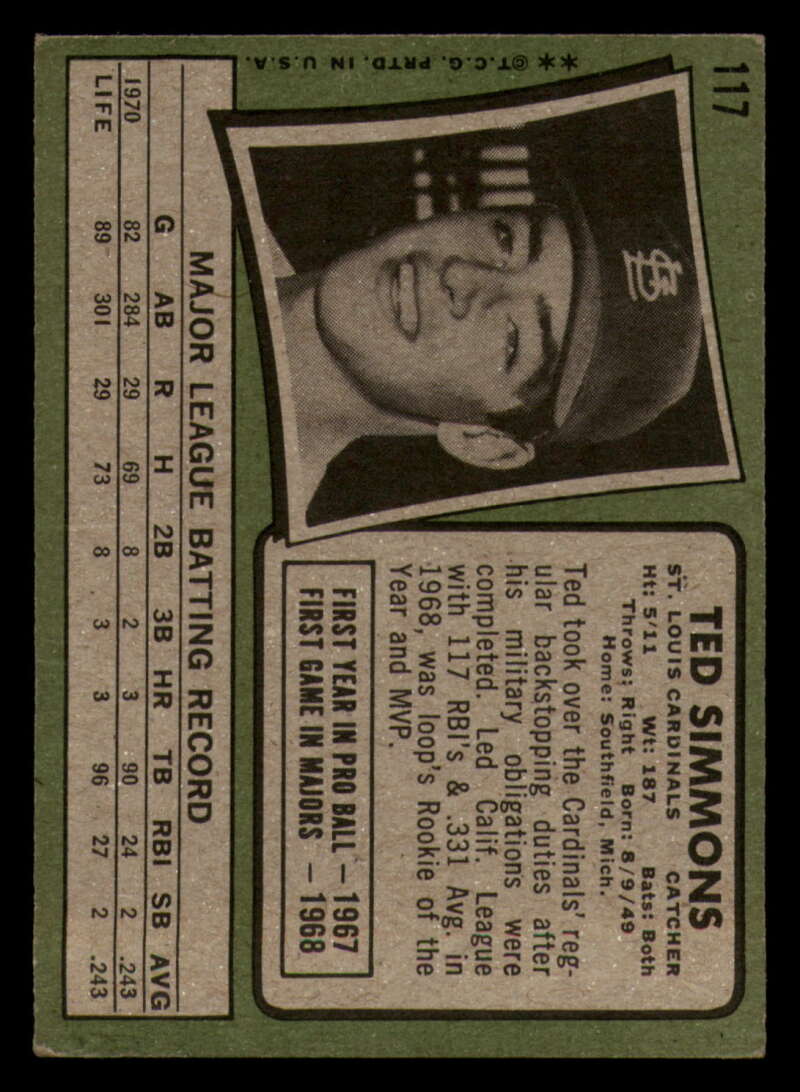 117
**©T.C.G. PRTD. IN U.S.A.
TED SIMMONS
ST. LOUIS CARDINALS CATCHER
Ht: 5/11 Wt: 187 Bats: Both
Throws: Right Born: 8/9/49
Home: Southfield, Mich.
Ted took over the Cardinals' reg-
ular backstopping duties after
his military obligations were
completed. Led Calif. League
with 117 RBI's & .331 Avg. in
1968, was loop's Rookie of the
Year and MVP.
FIRST YEAR IN PRO BALL — 1967
FIRST GAME IN MAJORS — 1968
MAJOR LEAGUE BATTING RECORD
G AB R H 2B 3B HR TB RBI SB AVG
1970 82 284 29 69 8 2 3 90 24 2 .243
LIFE 89 301 29 73 8 3 3 96 27 2 .243